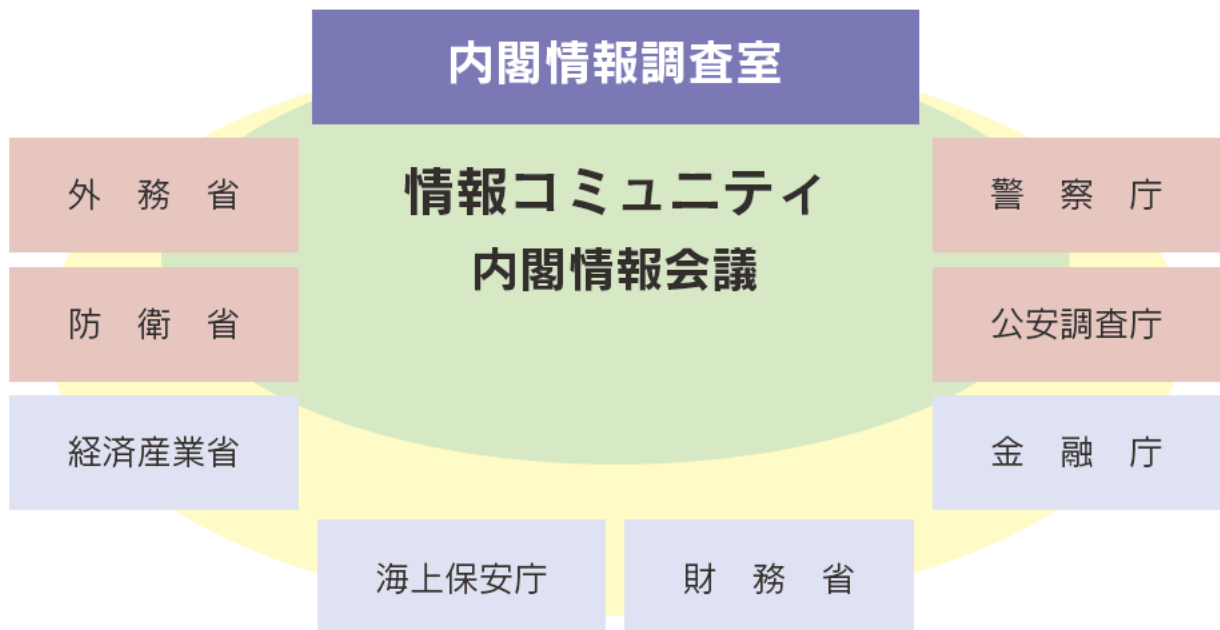 内閣情報調査室
情報コミュニティ
内閣情報会議
外　務　省
防　衛　省
経済産業省
海上保安庁
財　務　省
警　察　庁
公安調査庁
金　融　庁